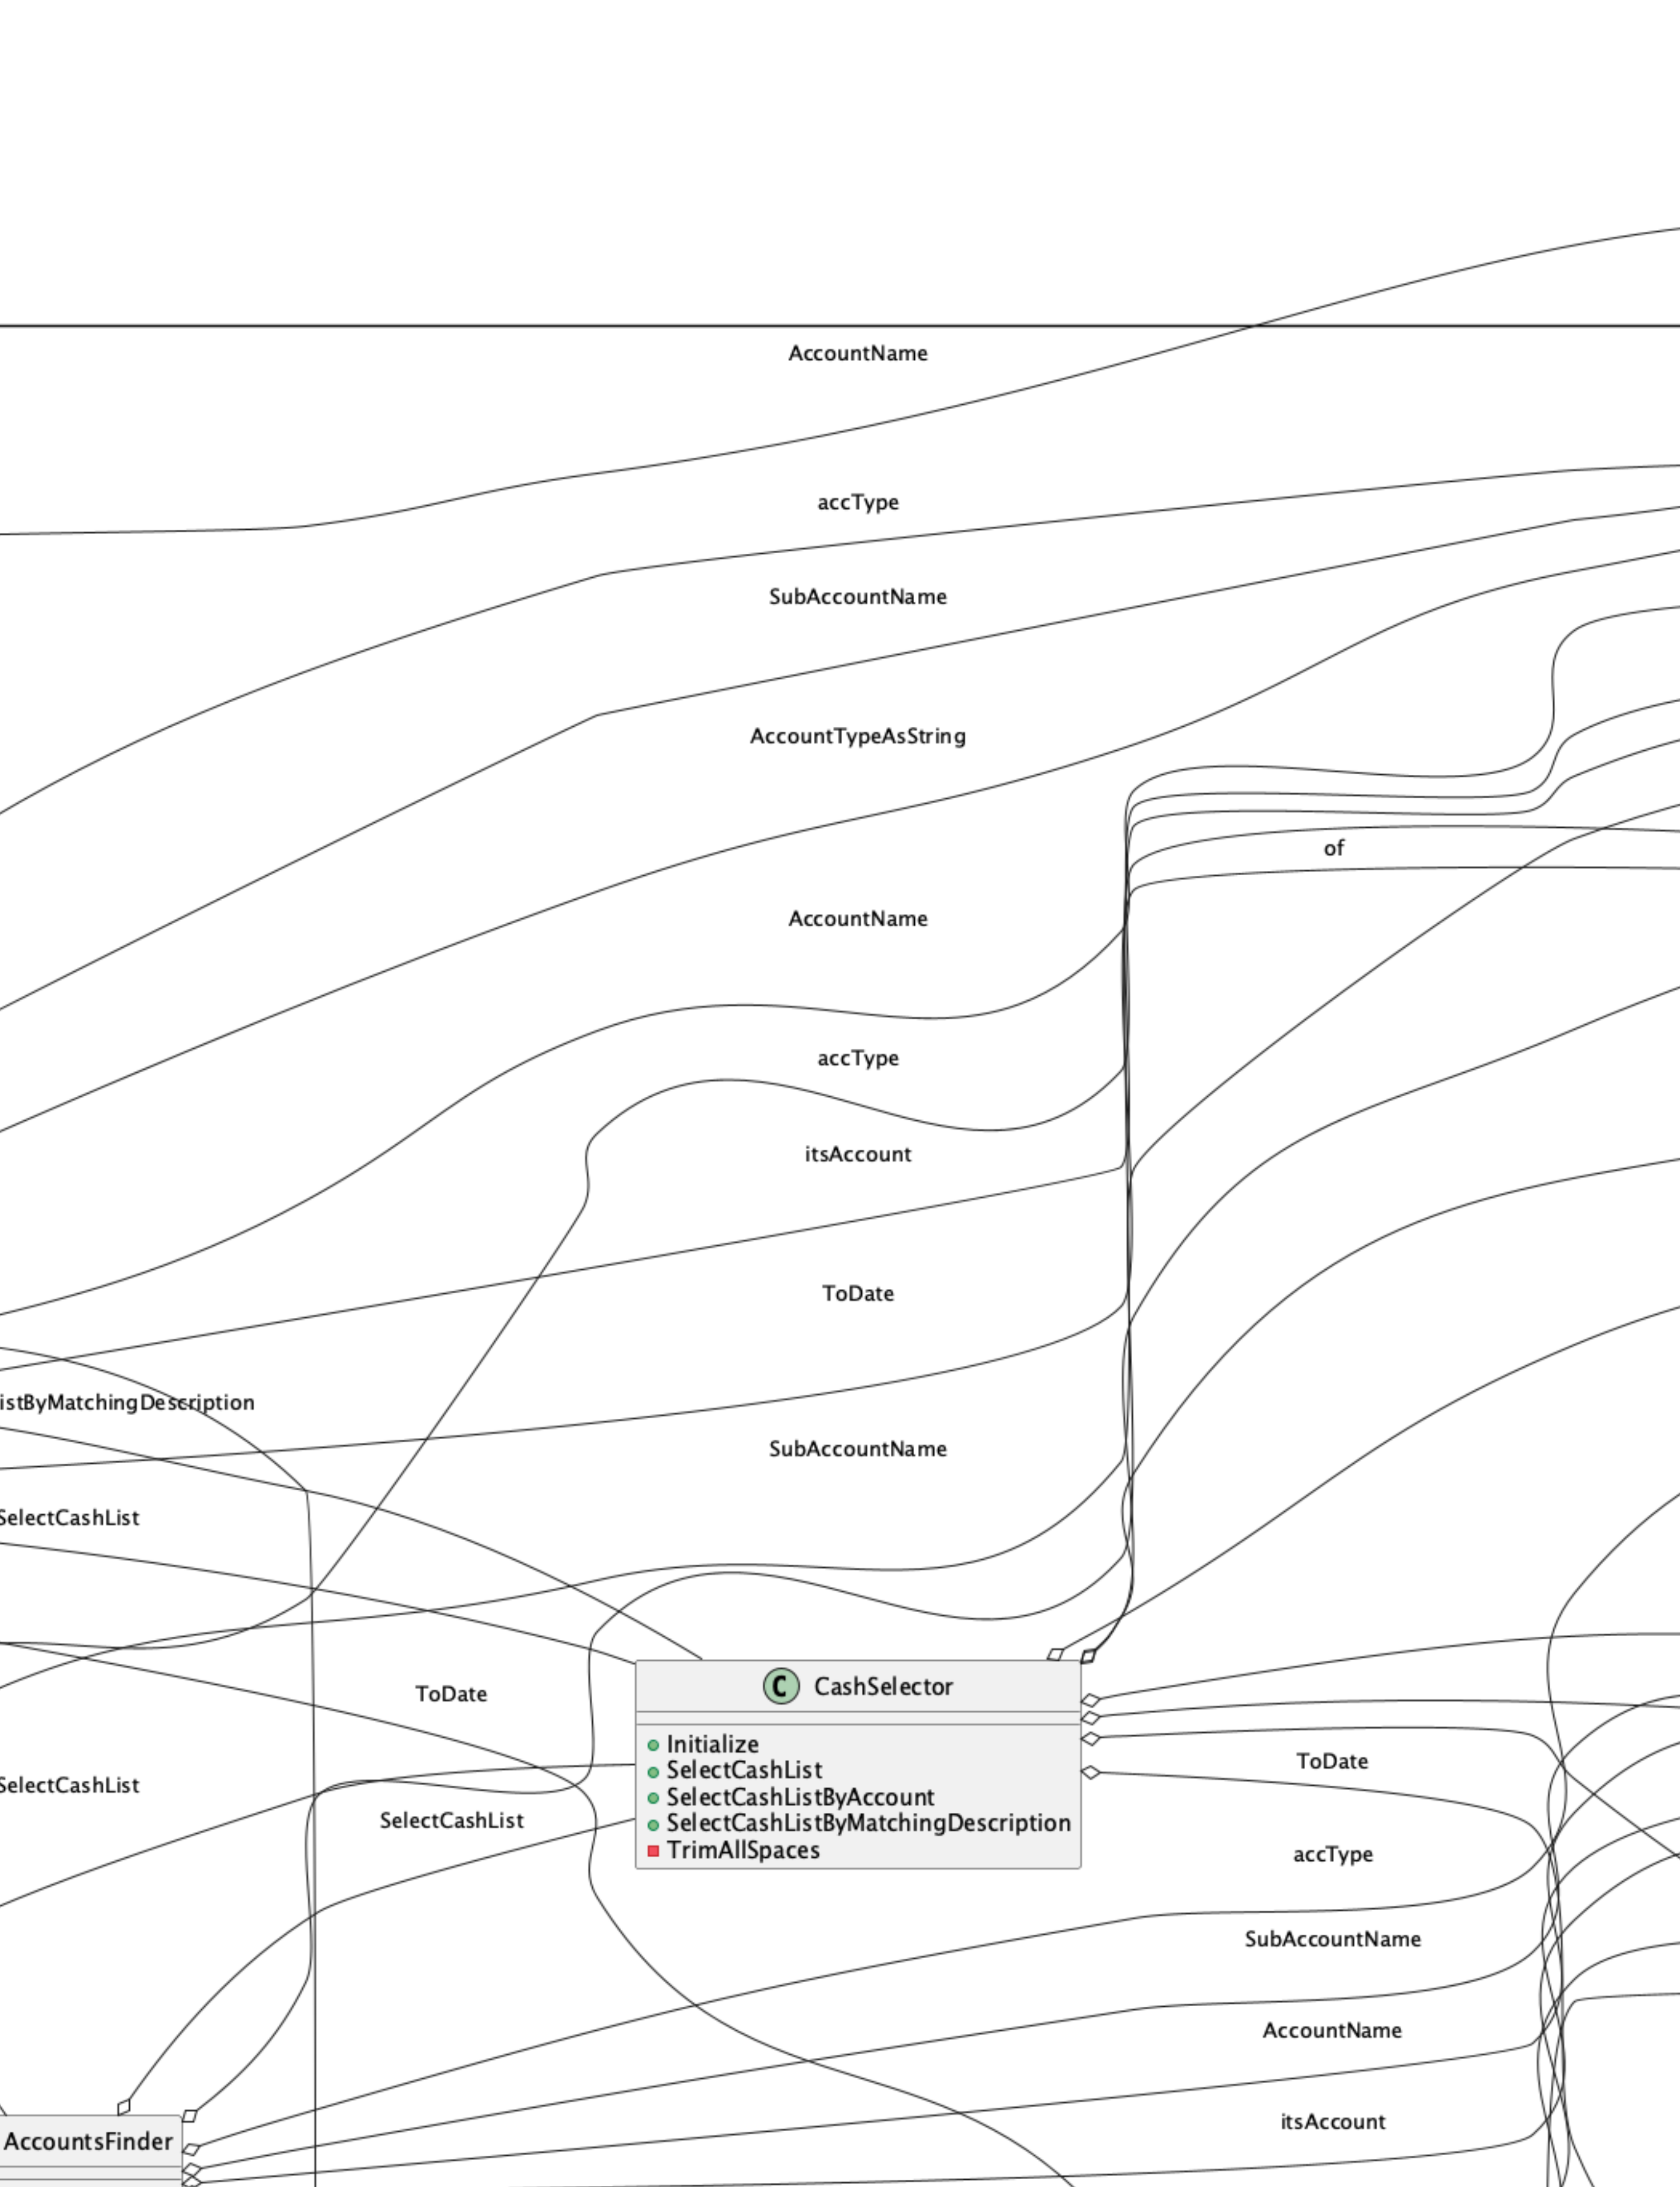 AccountName
accType
SubAccountName
AccountTypeAsString
of
AccountName
accType
itsAccount
ToDate
istByMatchingDescription
SubAccountName
SelectCashList
C CashSelector
ToDate
Initialize
ToDate
SelectCashList
SelectCashList
SelectCashListByAccount
SelectCashList
SelectCashListByMatchingDescription
TrimAllSpaces
accType
SubAccountName
AccountName
itsAccount
AccountsFinder